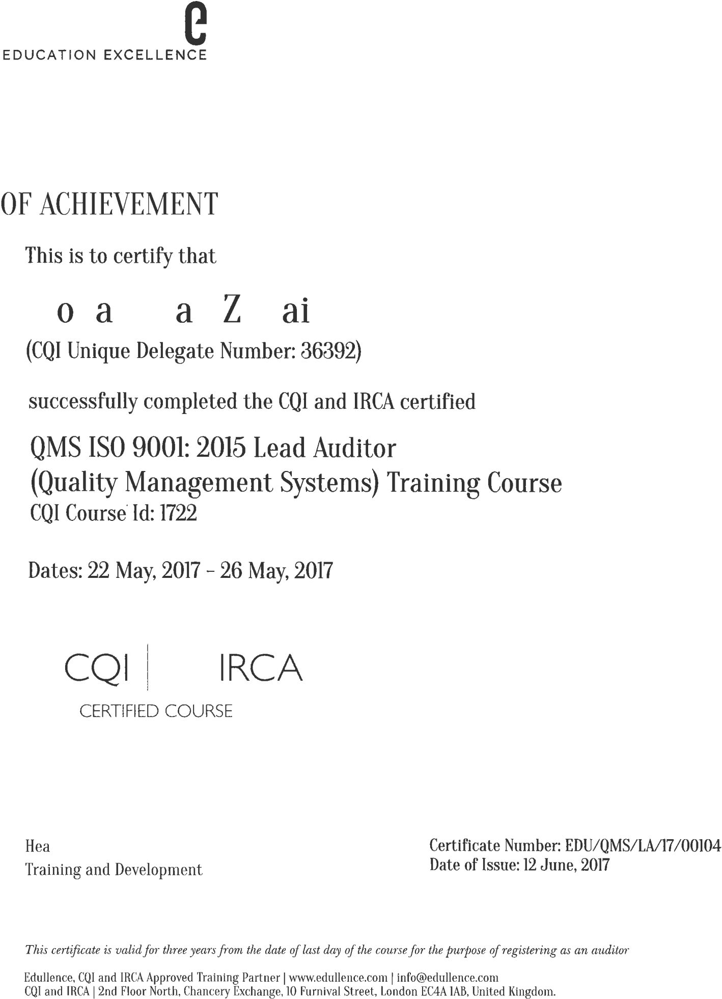 EDUCATION EXCELLENCE
OF ACHIEVEMENT
This is to certify that
(CQI Unique Delegate Number: 36392)
successfully completed the CQI and IRCA certified
QMS ISO 9001: 2015 Lead Auditor
(Quality Management Systems) Training Course
CQI Course Id: 1722
Dates: 22 May, 2017 - 26 May, 2017
CQI | IRCA
CERTIFIED COURSE
Training and Development
Certificate Number: EDU/QMS/LA/17/00104
Date of Issue: 12 June, 2017
This certificate is valid for three years from the date of last day of the course for the purpose of registering as an auditor
Edullence, CQI and IRCA Approved Training Partner | www.edullence.com | info@edullence.com
CQI and IRCA | 2nd Floor North, Chancery Exchange, 10 Furnival Street, London EC4A 1AB, United Kingdom.